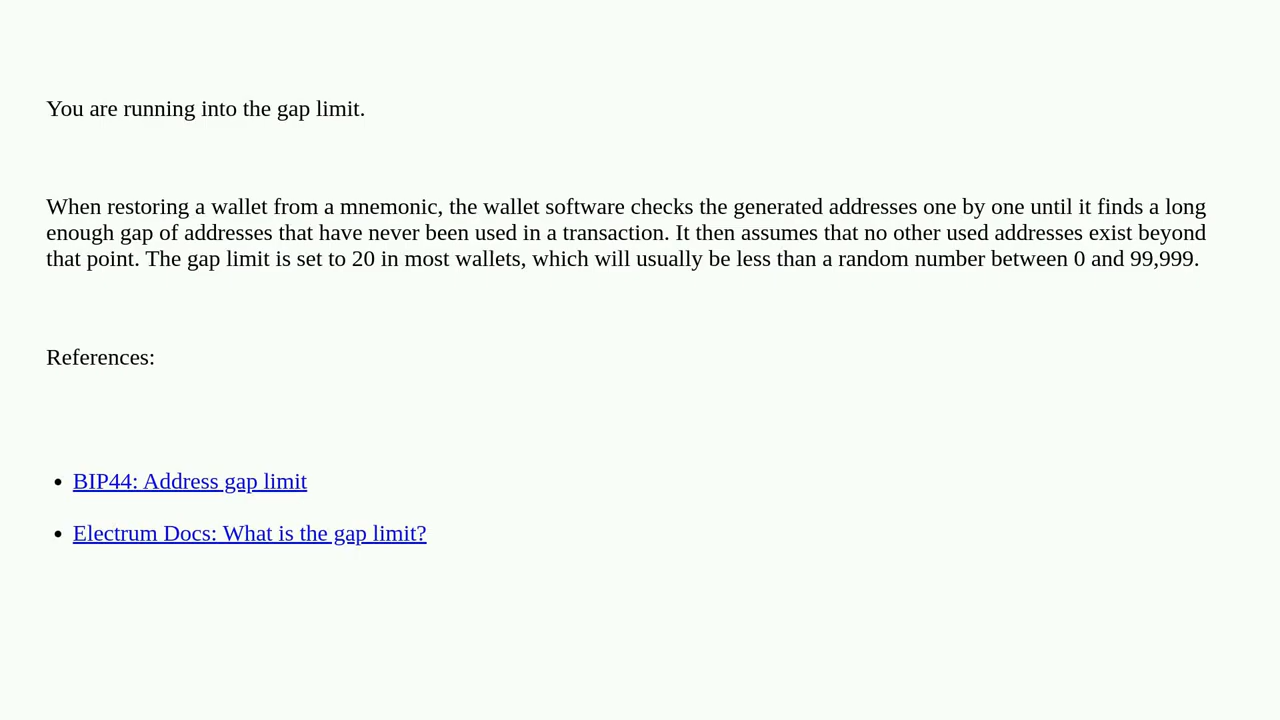 You are running into the gap limit.
When restoring a wallet from a mnemonic, the wallet software checks the generated addresses one by one until it finds a long
enough gap of addresses that have never been used in a transaction. It then assumes that no other used addresses exist beyond
that point. The gap limit is set to 20 in most wallets, which will usually be less than a random number between 0 and 99,999.
References:
• BIP44: Address gap limit
• Electrum Docs: What is the gap limit?